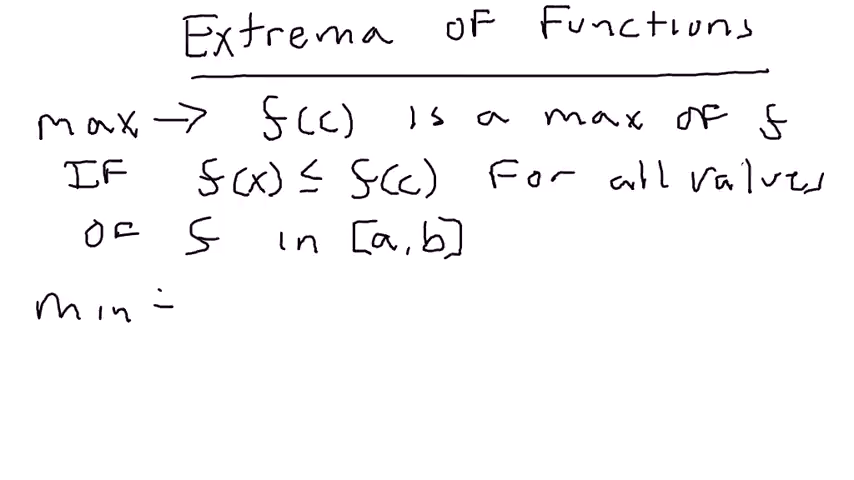 Extrema OF Functions
max → f(c) is a max OF f
IF f(x) ≤ f(c) For all values
OF f in [a,b]
min -